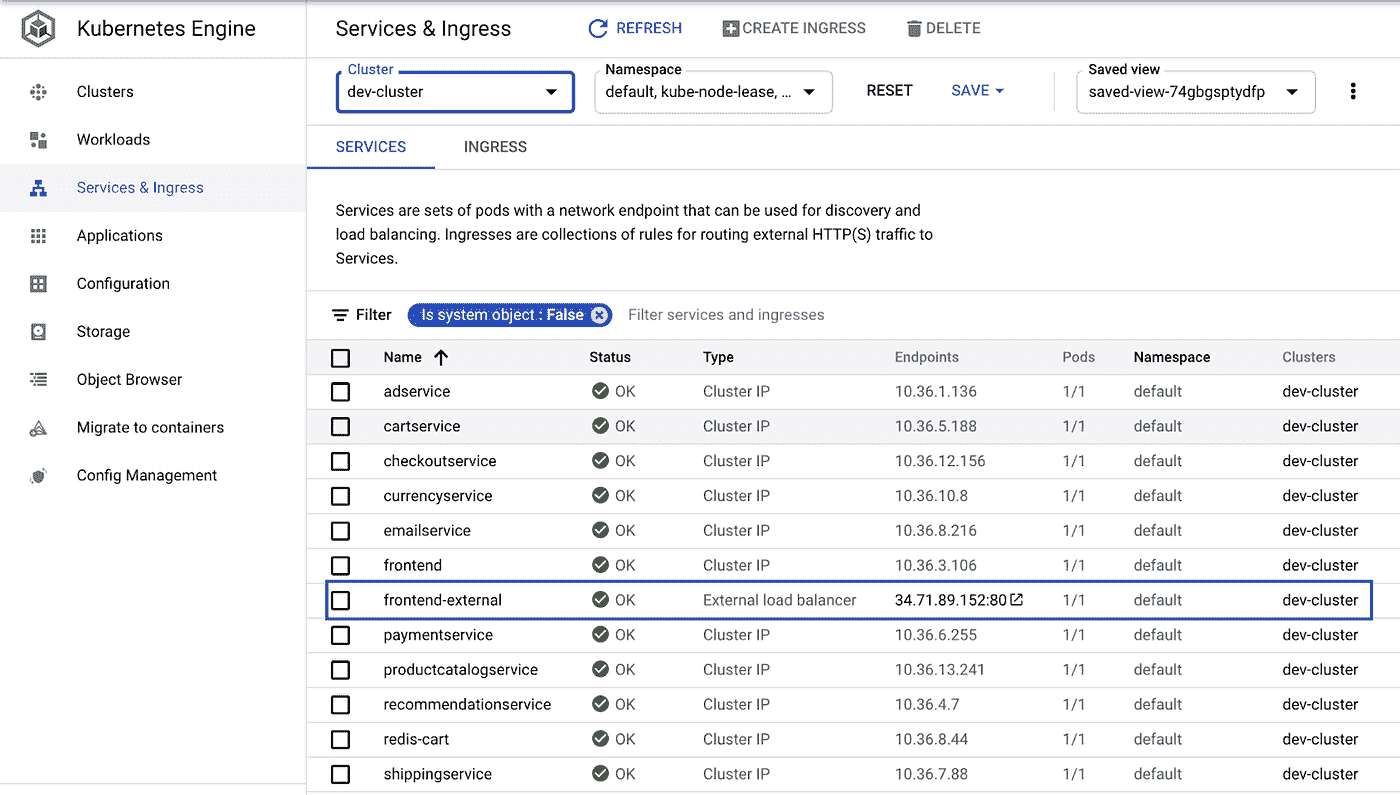 Kubernetes Engine
Services & Ingress
REFRESH
CREATE INGRESS
DELETE
Clusters
Workloads
Services & Ingress
Applications
Configuration
Storage
Object Browser
Migrate to containers
Config Management
Cluster
dev-cluster
Namespace
default, kube-node-lease, ...
RESET
SAVE
Saved view
saved-view-74gbgsptydfp
SERVICES
INGRESS
Services are sets of pods with a network endpoint that can be used for discovery and
load balancing. Ingresses are collections of rules for routing external HTTP(S) traffic to
Services.
Filter
Is system object : False
Filter services and ingresses
Name Status Type Endpoints Pods Namespace Clusters
adservice OK Cluster IP 10.36.1.136 1/1 default dev-cluster
cartservice OK Cluster IP 10.36.5.188 1/1 default dev-cluster
checkoutservice OK Cluster IP 10.36.12.156 1/1 default dev-cluster
currencyservice OK Cluster IP 10.36.10.8 1/1 default dev-cluster
emailservice OK Cluster IP 10.36.8.216 1/1 default dev-cluster
frontend OK Cluster IP 10.36.3.106 1/1 default dev-cluster
frontend-external OK External load balancer 34.71.89.152:80 1/1 default dev-cluster
paymentservice OK Cluster IP 10.36.6.255 1/1 default dev-cluster
productcatalogservice OK Cluster IP 10.36.13.241 1/1 default dev-cluster
recommendationservice OK Cluster IP 10.36.4.7 1/1 default dev-cluster
redis-cart OK Cluster IP 10.36.8.44 1/1 default dev-cluster
shippingservice OK Cluster IP 10.36.7.88 1/1 default dev-cluster